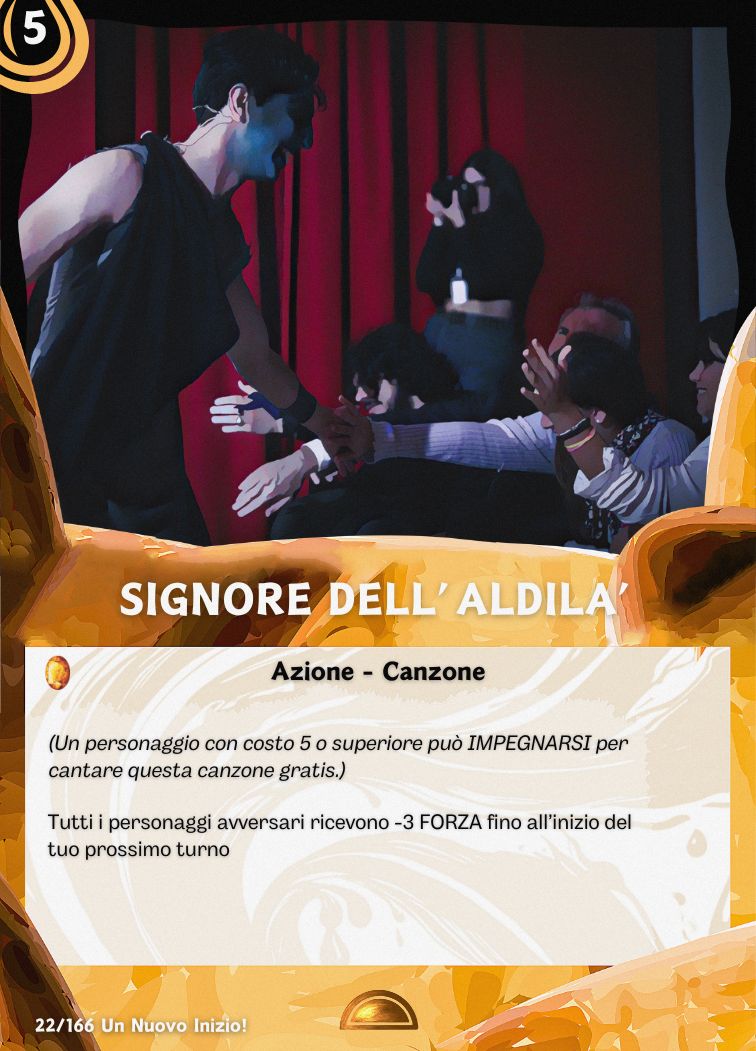 5
SIGNORE DELL'ALDILA'
Azione - Canzone
(Un personaggio con costo 5 o superiore può IMPEGNARSI per
cantare questa canzone gratis.)
Tutti i personaggi avversari ricevono -3 FORZA fino all'inizio del
tuo prossimo turno
22/166 Un Nuovo Inizio!